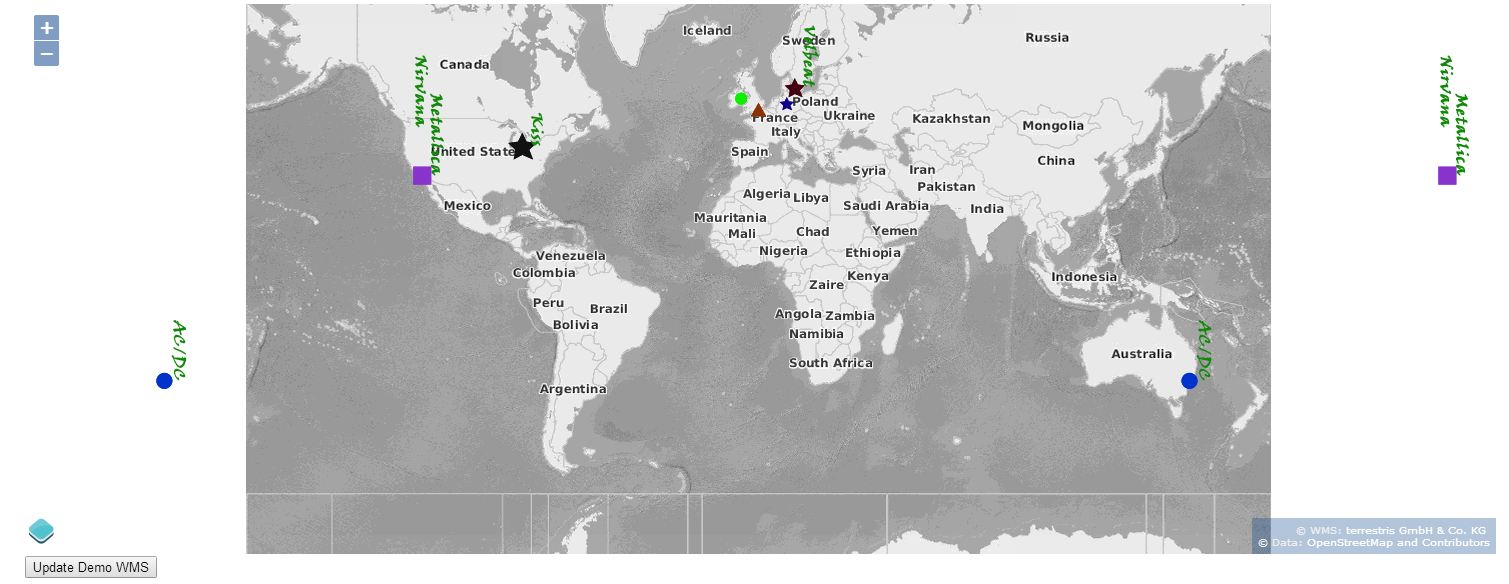 +
−
Iceland
Sweden
Russia
Volbeat
Canada
Nirvana
Nirvana
Metallica
Metallica
Poland
Kiss
France
Ukraine
Kazakhstan
Mongolia
Italy
United State
Spain
China
Syria
Iran
Pakistan
Algeria
Libya
Mexico
Saudi Arabia
India
Mauritania
Mali
Chad
Yemen
Nigeria
Ethiopia
Venezuela
Colombia
Kenya
Indonesia
Zaire
Peru
Brazil
Angola
Zambia
Bolivia
Namibia
AC/DC
AC/DC
Australia
South Africa
Argentina
© WMS: terrestris GmbH & Co. KG
© Data: OpenStreetMap and Contributors
Update Demo WMS